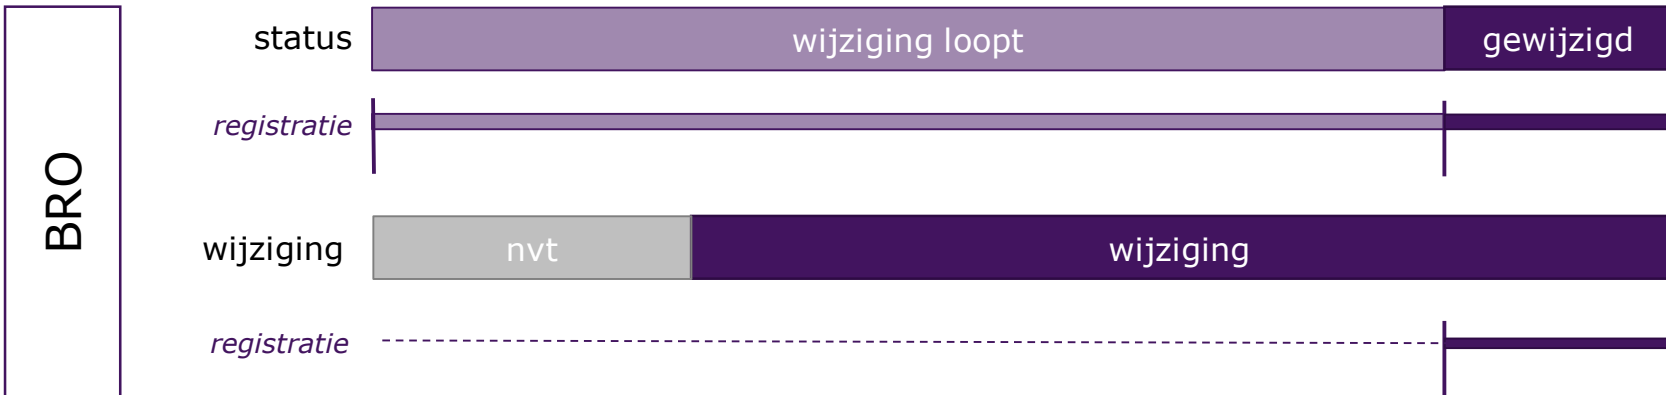 BRO
status
wijziging loopt
gewijzigd
registratie
wijziging
nvt
wijziging
registratie